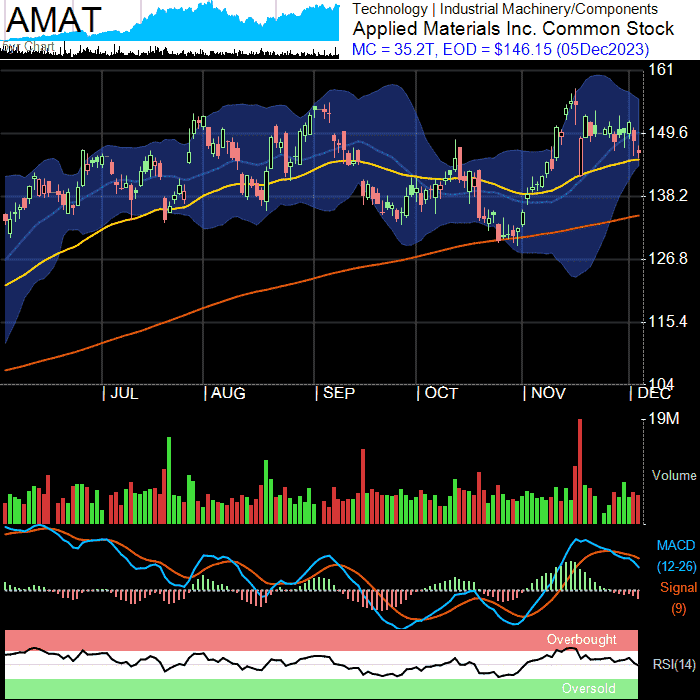 AMAT
Technology | Industrial Machinery/Components
Applied Materials Inc. Common Stock
MC = 35.2T, EOD = $146.15 (05Dec2023)
161
149.6
138.2
126.8
115.4
104
| JUL | AUG | SEP | OCT | NOV | DEC
19M
Volume
MACD
(12-26)
Signal
(9)
Overbought
RSI(14)
Oversold